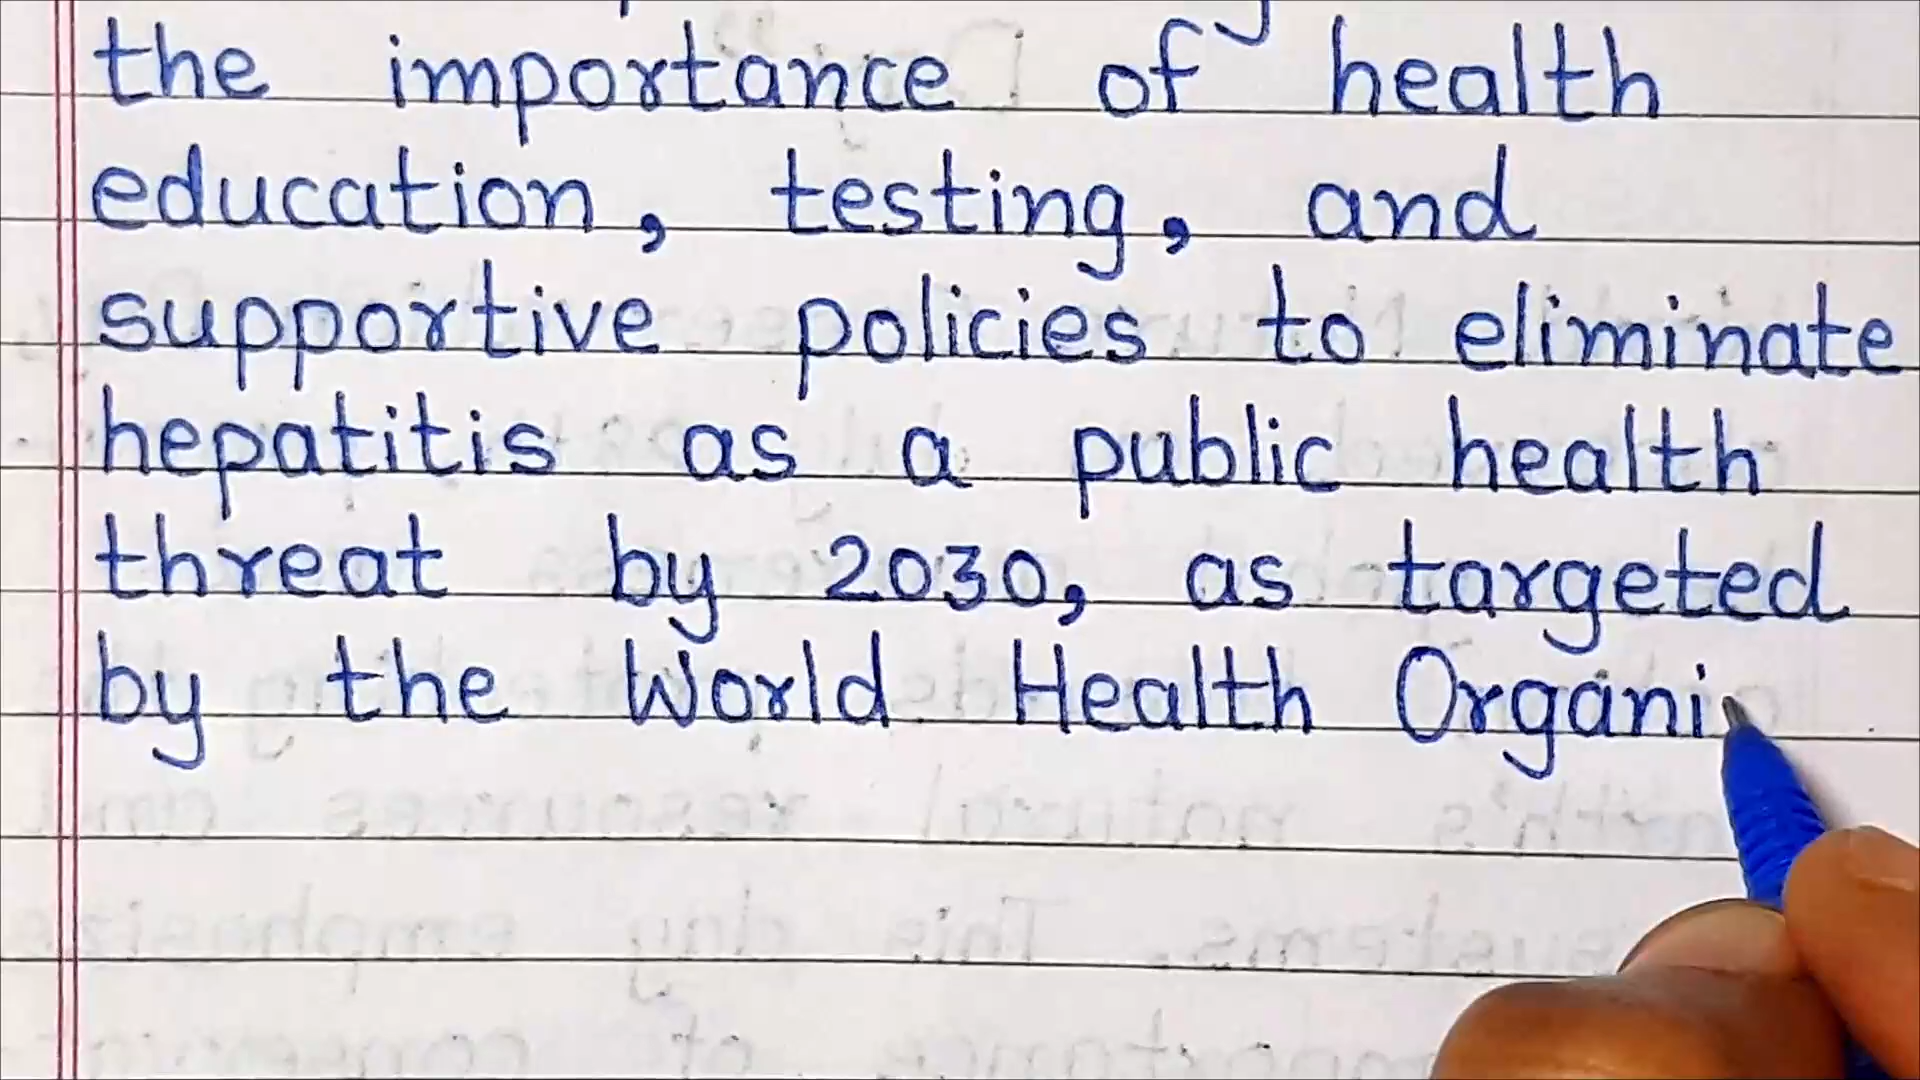 the importance of health
education, testing, and
supportive policies to eliminate
hepatitis as a public health
threat by 2030, as targeted
by the World Health Organi